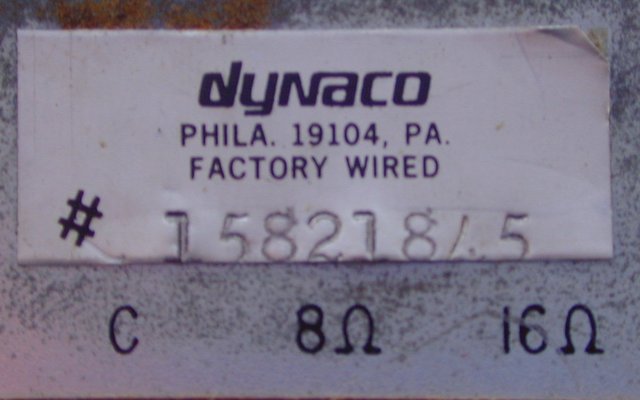 dynaco
PHILA. 19104, PA.
FACTORY WIRED
#
C 8Ω 16Ω